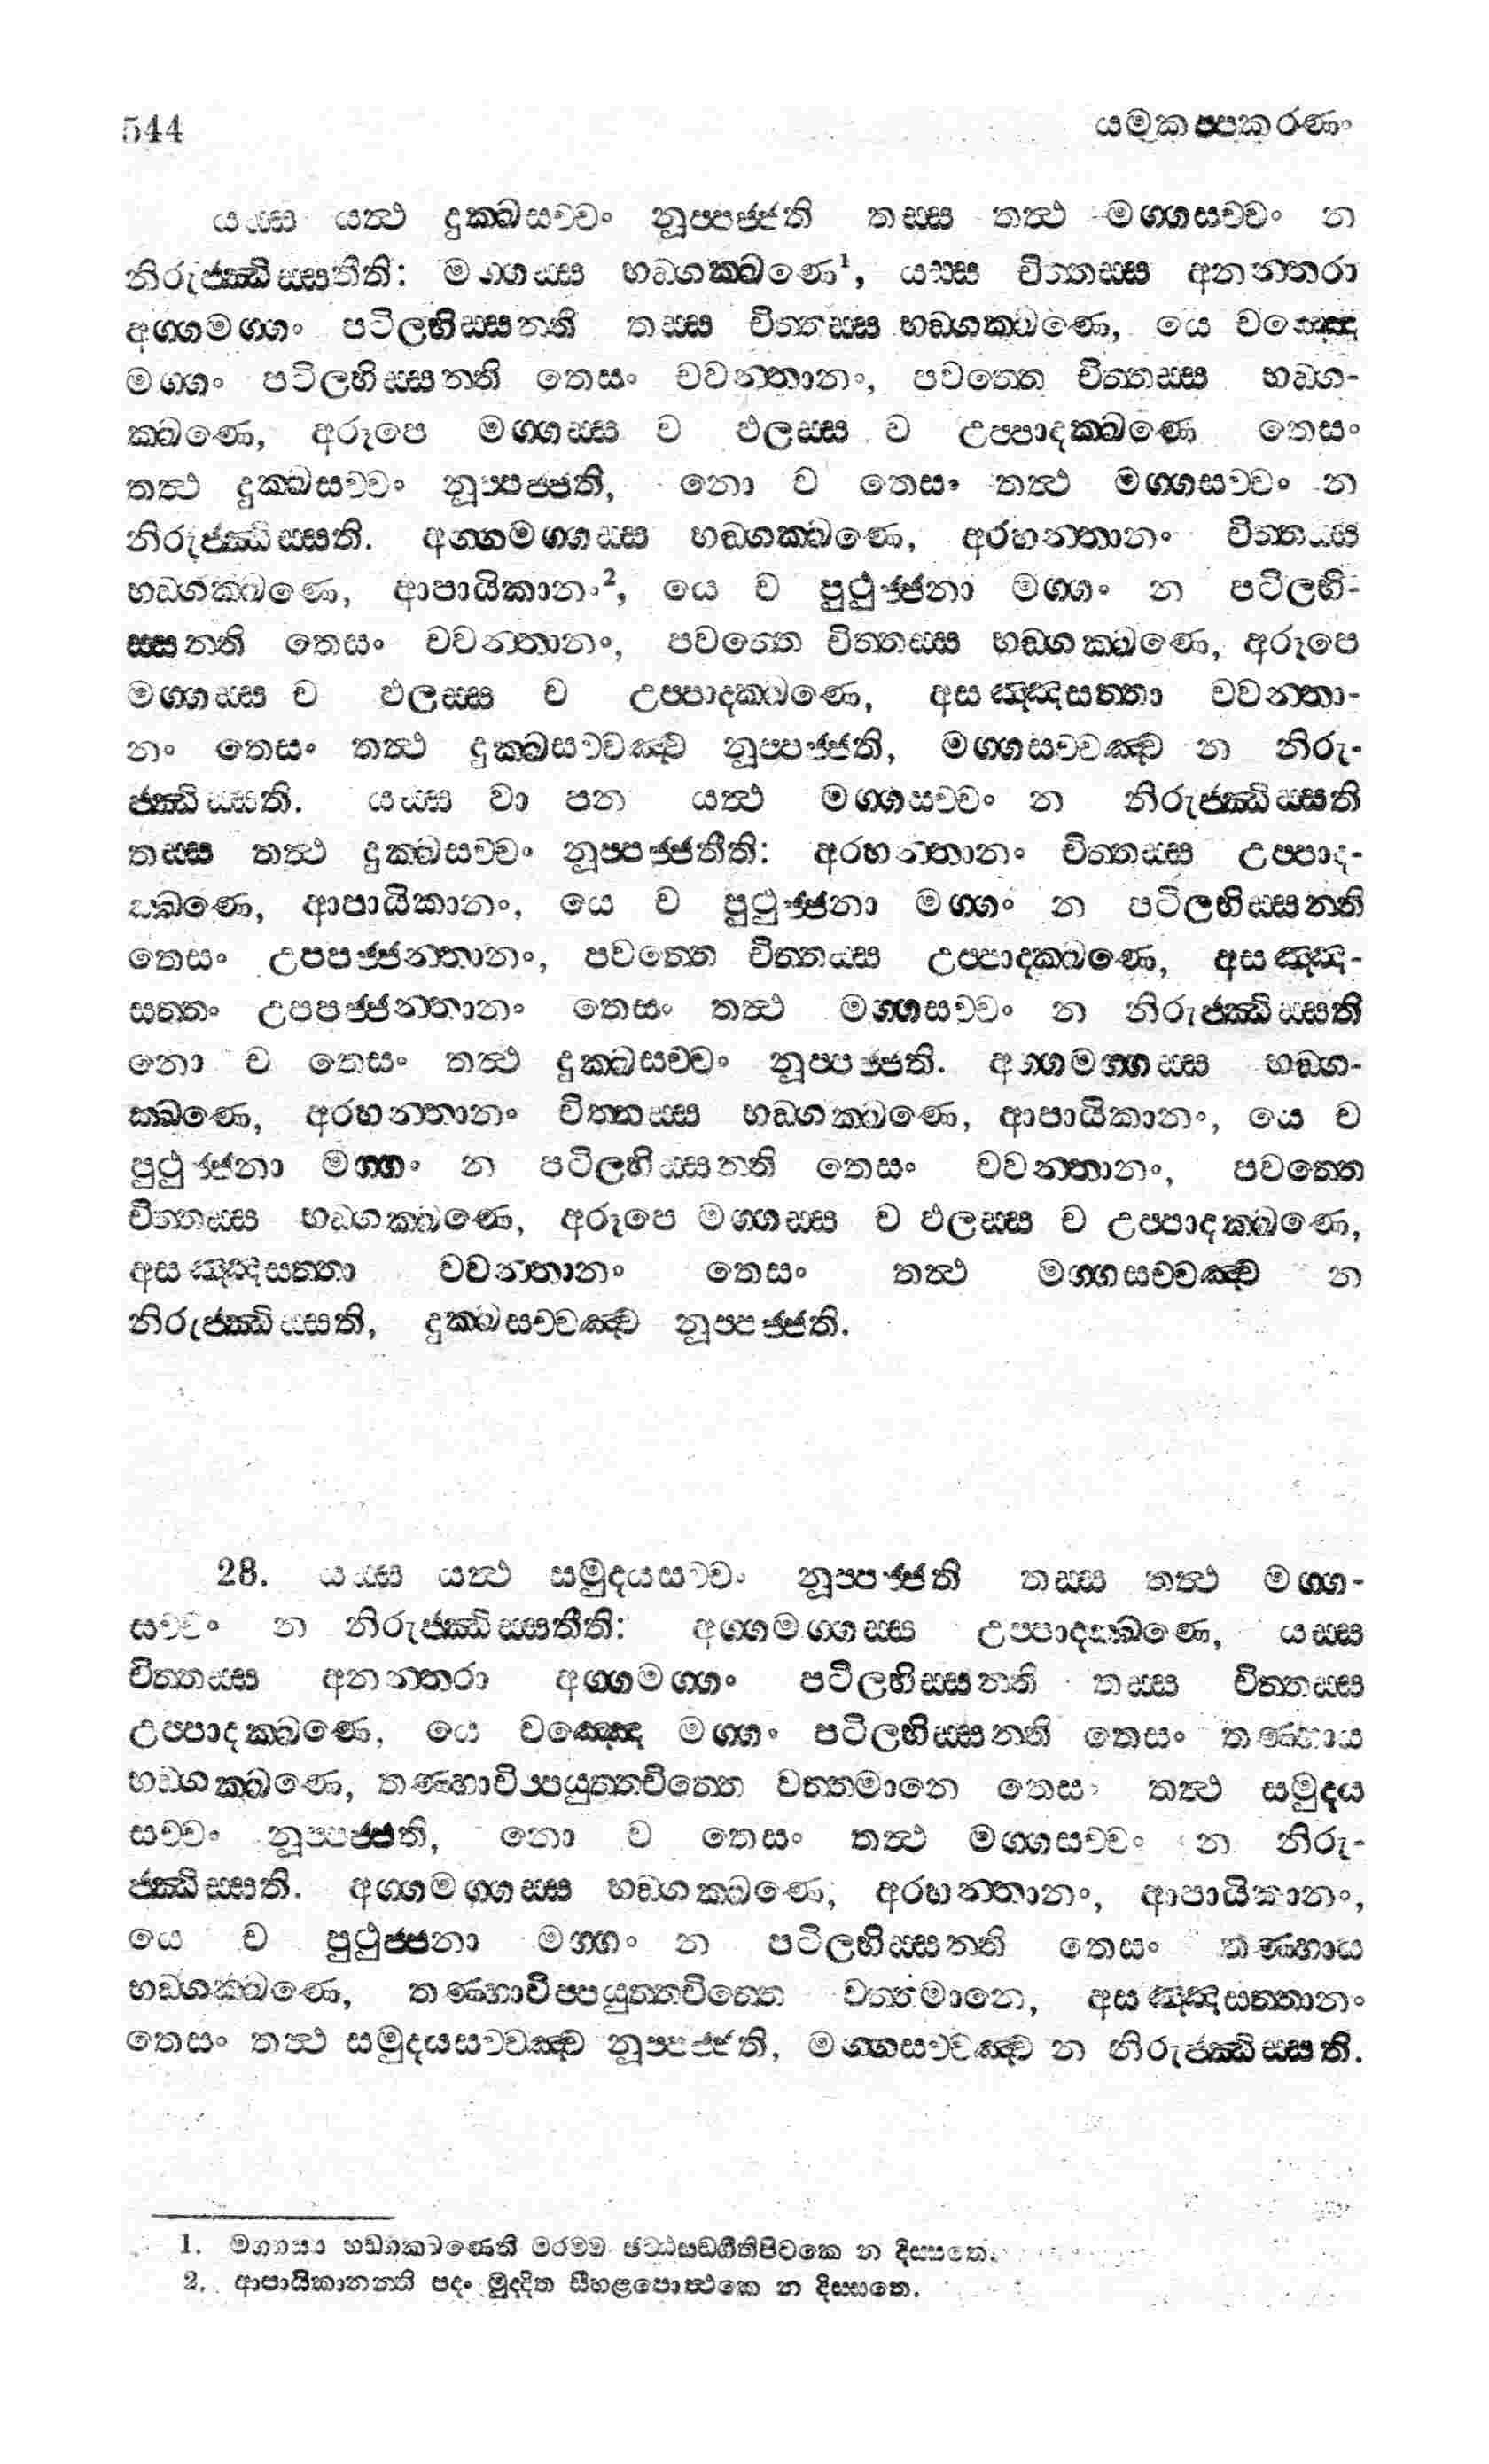 544 යමකප්පකරණං
යස්ස යත්ථ දුක්ඛසච්චං නූප්පජ්ජති තස්ස තත්ථ මග්ගසච්චං න
නිරුජ්ඣිස්සතීති: මග්ගස්ස භඞ්ගක්ඛණෙ1, යස්ස චිත්තස්ස අනන්තරා
අග්ගමග්ගං පටිලභිස්සන්ති තස්ස චිත්තස්ස භඞ්ගක්ඛණෙ, යෙ චඤ්ඤෙ
මග්ගං පටිලභිස්සන්ති තෙසං චවන්තානං, පවත්තෙ චිත්තස්ස භඞ්ග-
ක්ඛණෙ, අරූපෙ මග්ගස්ස ච ඵලස්ස ච උප්පාදක්ඛණෙ තෙසං
තත්ථ දුක්ඛසච්චං නූප්පජ්ජති, නො ච තෙසං තත්ථ මග්ගසච්චං න
නිරුජ්ඣිස්සති. අග්ගමග්ගස්ස භඞ්ගක්ඛණෙ, අරහන්තානං චිත්තස්ස
භඞ්ගක්ඛණෙ, ආපායිකානං2, යෙ ච පුථුජ්ජනා මග්ගං න පටිලභි-
ස්සන්ති තෙසං චවන්තානං, පවත්තෙ චිත්තස්ස භඞ්ගක්ඛණෙ, අරූපෙ
මග්ගස්ස ච ඵලස්ස ච උප්පාදක්ඛණෙ, අසඤ්ඤසත්තා චවන්තා-
නං තෙසං තත්ථ දුක්ඛසච්චඤ්ච නූප්පජ්ජති, මග්ගසච්චඤ්ච න නිරු-
ජ්ඣිස්සති. යස්ස වා පන යත්ථ මග්ගසච්චං න නිරුජ්ඣිස්සති
තස්ස තත්ථ දුක්ඛසච්චං නූප්පජ්ජතීති: අරහන්තානං චිත්තස්ස උප්පාද-
ක්ඛණෙ, ආපායිකානං, යෙ ච පුථුජ්ජනා මග්ගං න පටිලභිස්සන්ති
තෙසං උපපජ්ජන්තානං, පවත්තෙ චිත්තස්ස උප්පාදක්ඛණෙ, අසඤ්ඤ-
සත්තං උපපජ්ජන්තානං තෙසං තත්ථ මග්ගසච්චං න නිරුජ්ඣිස්සති
නො ච තෙසං තත්ථ දුක්ඛසච්චං නූප්පජ්ජති. අග්ගමග්ගස්ස භඞ්ග-
ක්ඛණෙ, අරහන්තානං චිත්තස්ස භඞ්ගක්ඛණෙ, ආපායිකානං, යෙ ච
පුථුජ්ජනා මග්ගං න පටිලභිස්සන්ති තෙසං චවන්තානං, පවත්තෙ
චිත්තස්ස භඞ්ගක්ඛණෙ, අරූපෙ මග්ගස්ස ච ඵලස්ස ච උප්පාදක්ඛණෙ,
අසඤ්ඤසත්තා චවන්තානං තෙසං තත්ථ මග්ගසච්චඤ්ච න
නිරුජ්ඣිස්සති, දුක්ඛසච්චඤ්ච නූප්පජ්ජති.
28. යස්ස යත්ථ සමුදයසච්චං නූප්පජ්ජති තස්ස තත්ථ මග්ග-
සච්චං න නිරුජ්ඣිස්සතීති: අග්ගමග්ගස්ස උප්පාදක්ඛණෙ, යස්ස
චිත්තස්ස අනන්තරා අග්ගමග්ගං පටිලභිස්සන්ති තස්ස චිත්තස්ස
උප්පාදක්ඛණෙ, යෙ චඤ්ඤෙ මග්ගං පටිලභිස්සන්ති තෙසං තණ්හාය
භඞ්ගක්ඛණෙ, තණ්හාවිප්පයුත්තචිත්තෙ වත්තමානෙ තෙසං තත්ථ සමුදය
සච්චං නූප්පජ්ජති, නො ච තෙසං තත්ථ මග්ගසච්චං න නිරු-
ජ්ඣිස්සති. අග්ගමග්ගස්ස භඞ්ගක්ඛණෙ, අරහන්තානං, ආපායිකානං,
යෙ ච පුථුජ්ජනා මග්ගං න පටිලභිස්සන්ති තෙසං තණ්හාය
භඞ්ගක්ඛණෙ, තණ්හාවිප්පයුත්තචිත්තෙ වත්තමානෙ, අසඤ්ඤසත්තානං
තෙසං තත්ථ සමුදයසච්චඤ්ච නූප්පජ්ජති, මග්ගසච්චඤ්ච න නිරුජ්ඣිස්සති.
1. භඞ්ගක්ඛණෙති මරම්ම ඡට්ඨසඞ්ගීතිපිටකෙ න දිස්සතෙ.
2. ආපායිකානන්ති පදං මුද්දිත සීහළපොත්ථකෙ න දිස්සතෙ.